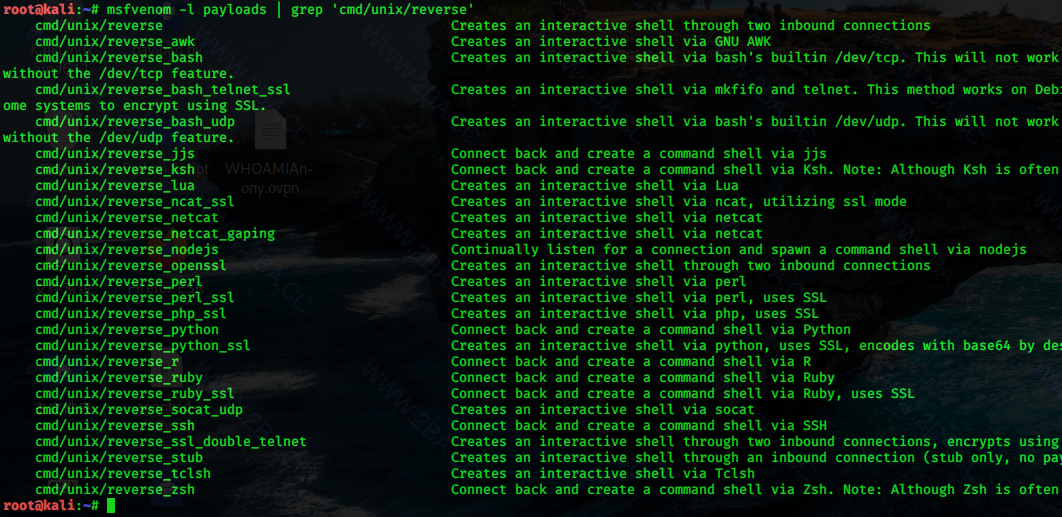 root@kali:~# msfvenom -l payloads | grep 'cmd/unix/reverse'
cmd/unix/reverse Creates an interactive shell through two inbound connections
cmd/unix/reverse_awk Creates an interactive shell via GNU AWK
cmd/unix/reverse_bash Creates an interactive shell via bash's builtin /dev/tcp. This will not work
without the /dev/tcp feature.
cmd/unix/reverse_bash_telnet_ssl Creates an interactive shell via mkfifo and telnet. This method works on Debi
ome systems to encrypt using SSL.
cmd/unix/reverse_bash_udp Creates an interactive shell via bash's builtin /dev/udp. This will not work
without the /dev/udp feature.
cmd/unix/reverse_jjs Connect back and create a command shell via jjs
cmd/unix/reverse_ksh Connect back and create a command shell via Ksh. Note: Although Ksh is often
cmd/unix/reverse_lua Creates an interactive shell via Lua
cmd/unix/reverse_ncat_ssl Creates an interactive shell via ncat, utilizing ssl mode
cmd/unix/reverse_netcat Creates an interactive shell via netcat
cmd/unix/reverse_netcat_gaping Creates an interactive shell via netcat
cmd/unix/reverse_nodejs Continually listen for a connection and spawn a command shell via nodejs
cmd/unix/reverse_openssl Creates an interactive shell through two inbound connections
cmd/unix/reverse_perl Creates an interactive shell via perl
cmd/unix/reverse_perl_ssl Creates an interactive shell via perl, uses SSL
cmd/unix/reverse_php_ssl Creates an interactive shell via php, uses SSL
cmd/unix/reverse_python Connect back and create a command shell via Python
cmd/unix/reverse_python_ssl Creates an interactive shell via python, uses SSL, encodes with base64 by des
cmd/unix/reverse_r Connect back and create a command shell via R
cmd/unix/reverse_ruby Connect back and create a command shell via Ruby
cmd/unix/reverse_ruby_ssl Connect back and create a command shell via Ruby, uses SSL
cmd/unix/reverse_socat_udp Creates an interactive shell via socat
cmd/unix/reverse_ssh Connect back and create a command shell via SSH
cmd/unix/reverse_ssl_double_telnet Creates an interactive shell through two inbound connections, encrypts using
cmd/unix/reverse_stub Creates an interactive shell through an inbound connection (stub only, no pay
cmd/unix/reverse_tclsh Creates an interactive shell via Tclsh
cmd/unix/reverse_zsh Connect back and create a command shell via Zsh. Note: Although Zsh is often
root@kali:~#
WHOAMIAn-
ony.ovpn